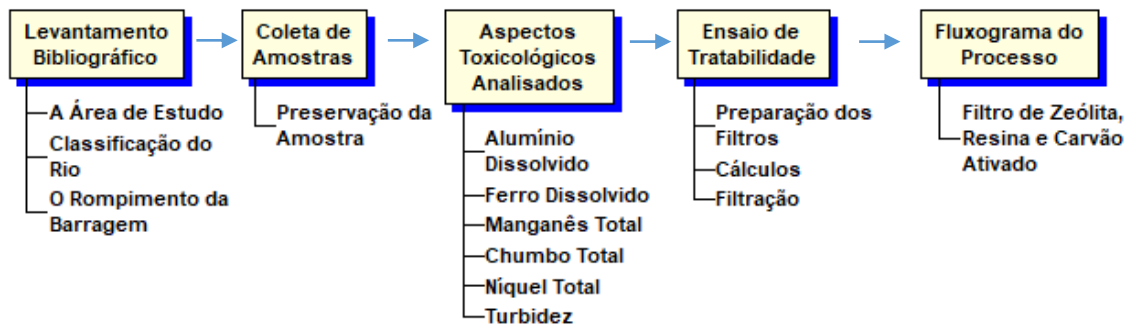 Levantamento
Bibliográfico
A Área de Estudo
Classificação do
Rio
O Rompimento da
Barragem
Coleta de
Amostras
Preservação da
Amostra
Aspectos
Toxicológicos
Analisados
Alumínio
Dissolvido
Ferro Dissolvido
Manganês Total
Chumbo Total
Níquel Total
Turbidez
Ensaio de
Tratabilidade
Preparação dos
Filtros
Cálculos
Filtração
Fluxograma do
Processo
Filtro de Zeólita,
Resina e Carvão
Ativado